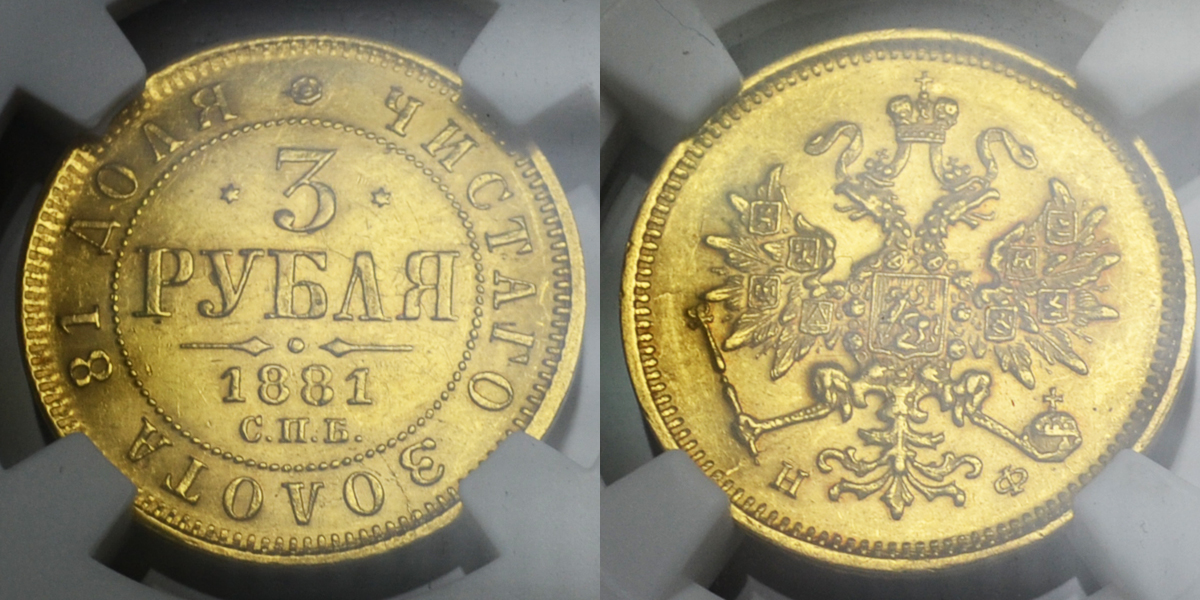 ЧИСТАГО ЗОЛОТА 81 ДОЛЯ
3
РУБЛЯ
1881
С.П.Б.
Н Ф